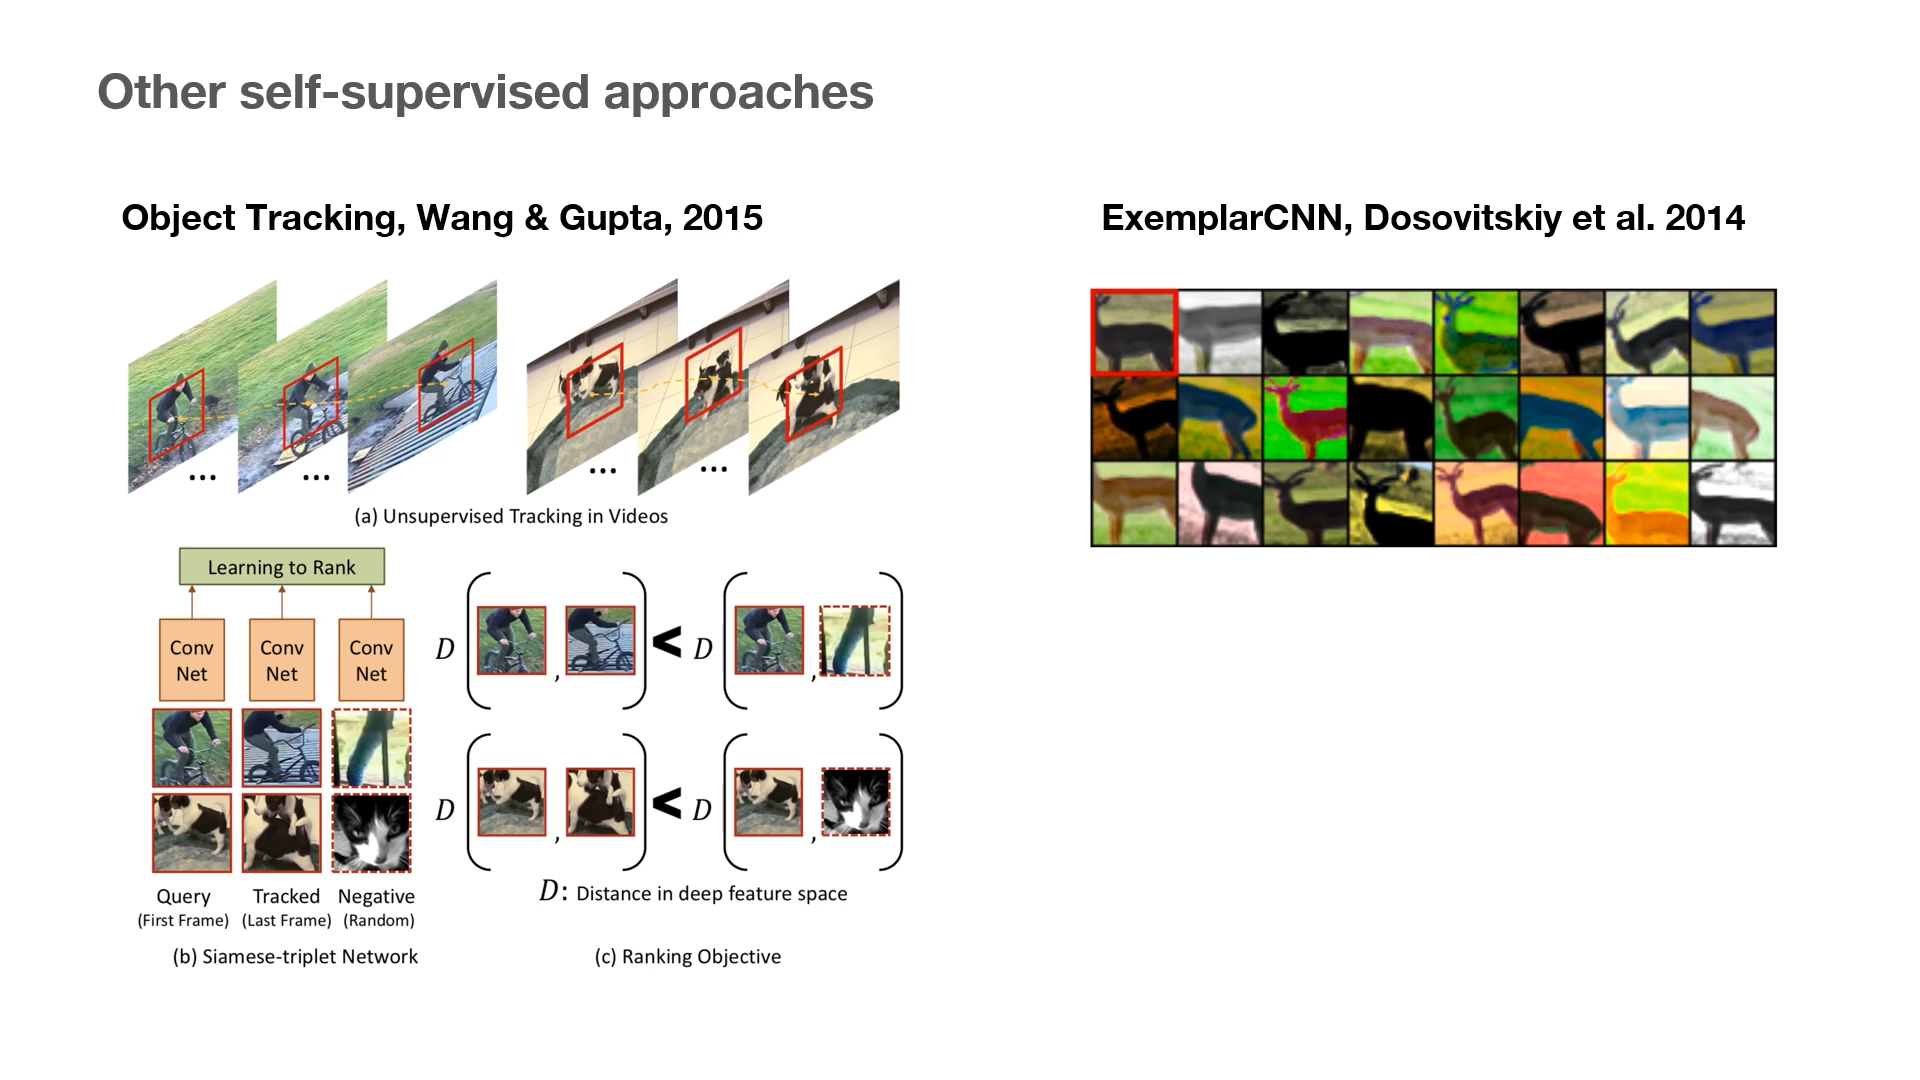 Other self-supervised approaches
Object Tracking, Wang & Gupta, 2015
...
...
...
...
(a) Unsupervised Tracking in Videos
Learning to Rank
Conv Net
Conv Net
Conv Net
Query (First Frame)
Tracked (Last Frame)
Negative (Random)
(b) Siamese-triplet Network
D ( , ) < D ( , )
D ( , ) < D ( , )
D: Distance in deep feature space
(c) Ranking Objective
ExemplarCNN, Dosovitskiy et al. 2014